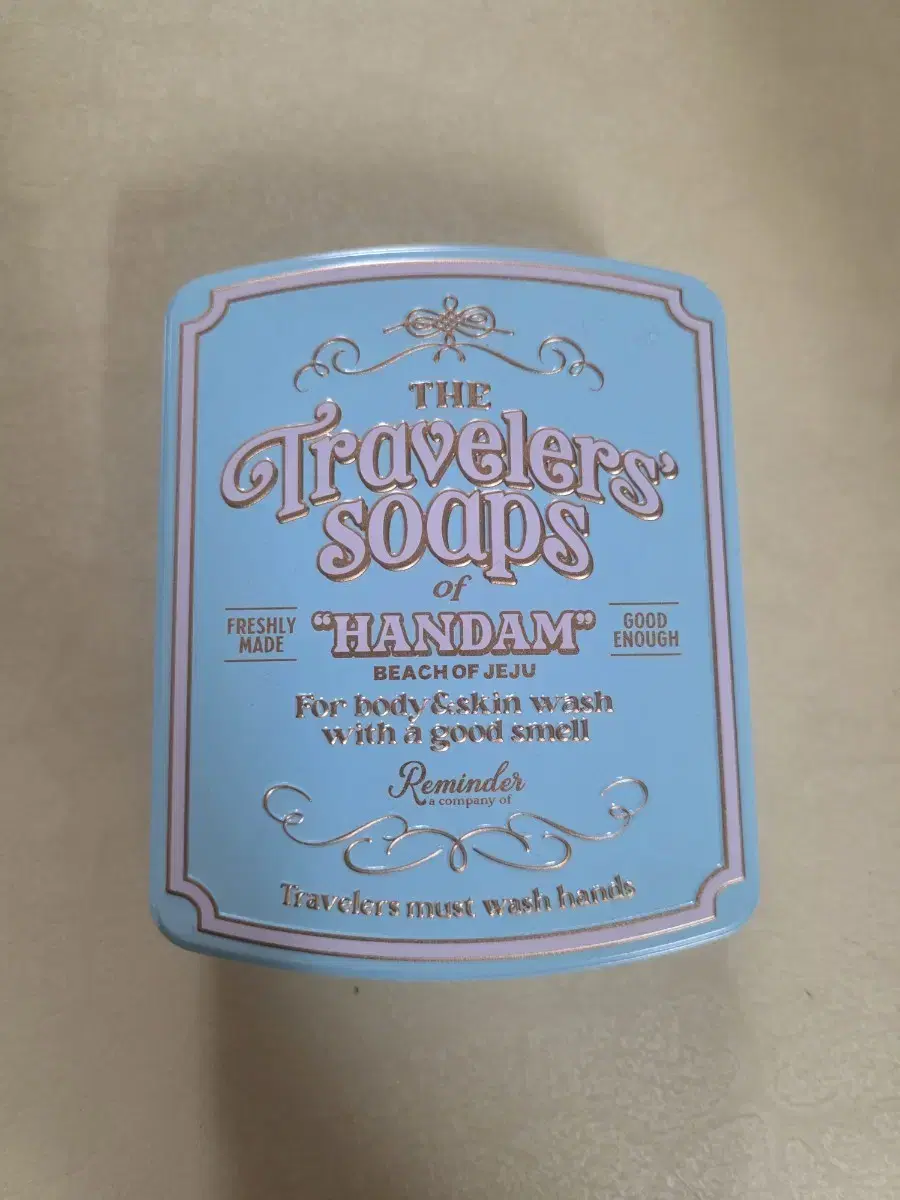 THE
Travelers'
soaps
of
FRESHLY
MADE
"HANDAM"
GOOD
ENOUGH
BEACH OF JEJU
For body & skin wash
with a good smell
Reminder
a company of
Travelers must wash hands